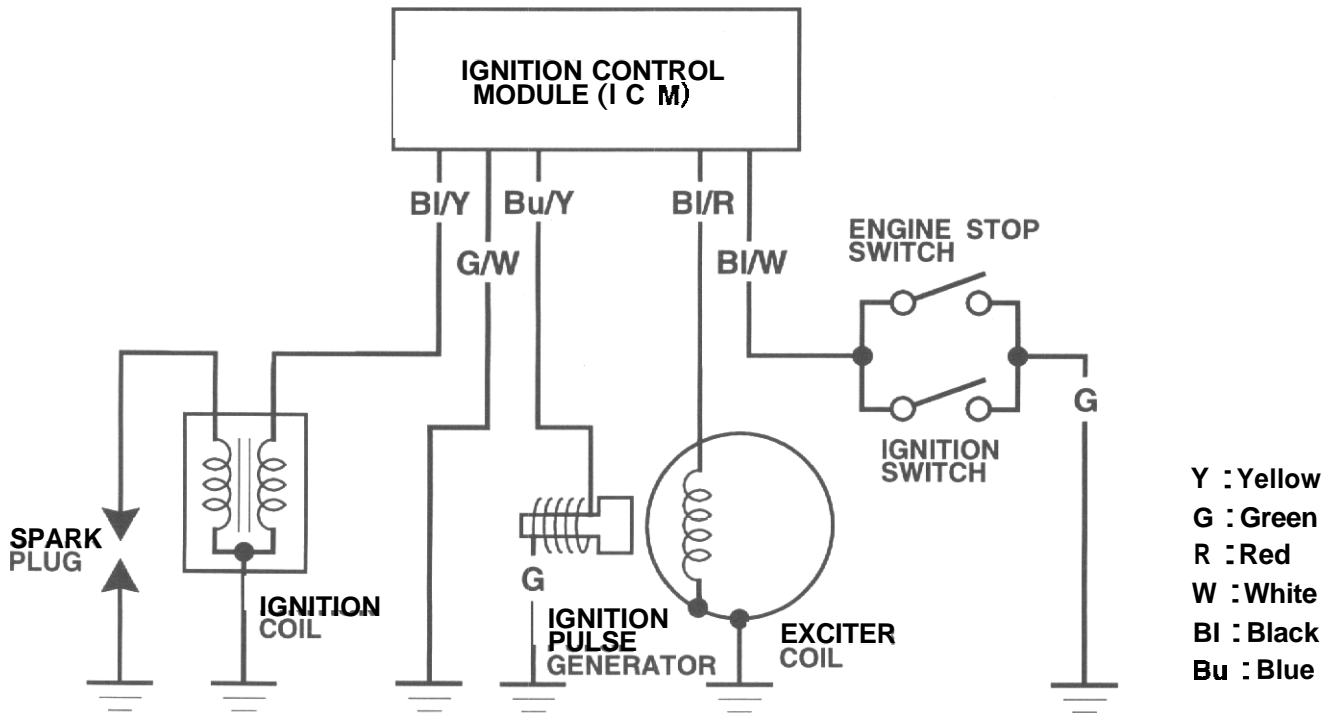 IGNITION CONTROL
MODULE (I C M)
Bl/Y
Bu/Y
Bl/R
G/W
Bl/W
ENGINE STOP
SWITCH
G
IGNITION
SWITCH
SPARK
PLUG
IGNITION
COIL
G
IGNITION
PULSE
GENERATOR
EXCITER
COIL
Y : Yellow
G : Green
R : Red
W : White
Bl : Black
Bu : Blue